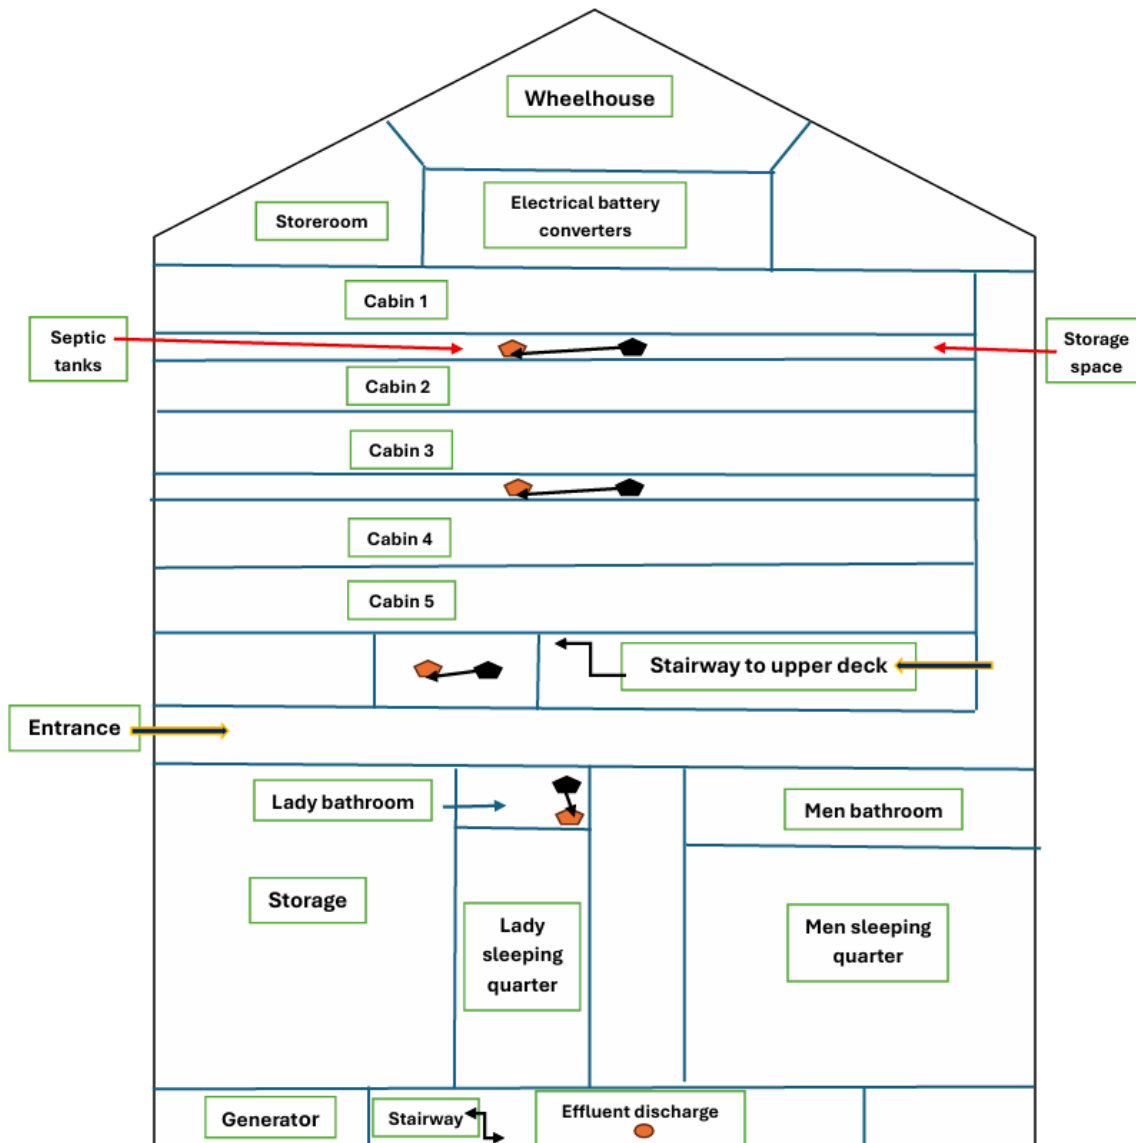 Wheelhouse
Electrical battery
converters
Storeroom
Cabin 1
Septic
tanks
Storage
space
Cabin 2
Cabin 3
Cabin 4
Cabin 5
Stairway to upper deck
Entrance
Lady bathroom
Men bathroom
Storage
Lady
sleeping
quarter
Men sleeping
quarter
Generator
Stairway
Effluent discharge